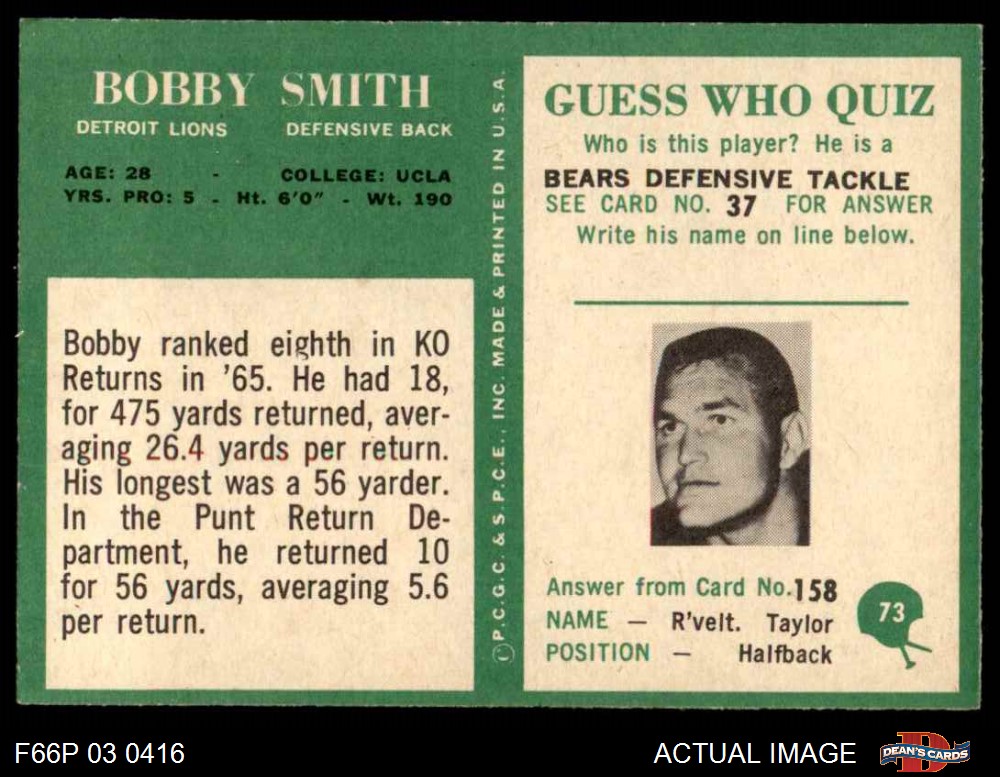 BOBBY SMITH
DETROIT LIONS DEFENSIVE BACK
AGE: 28 - COLLEGE: UCLA
YRS. PRO: 5 - Ht. 6'0" - Wt. 190
Bobby ranked eighth in KO
Returns in '65. He had 18,
for 475 yards returned, aver-
aging 26.4 yards per return.
His longest was a 56 yarder.
In the Punt Return De-
partment, he returned 10
for 56 yards, averaging 5.6
per return.
©P.C.G.C. & S.P.C.E., INC. MADE & PRINTED IN U.S.A.
GUESS WHO QUIZ
Who is this player? He is a
BEARS DEFENSIVE TACKLE
SEE CARD NO. 37 FOR ANSWER
Write his name on line below.
Answer from Card No. 158
NAME — R'velt. Taylor
POSITION — Halfback
73
F66P 03 0416
ACTUAL IMAGE
D
DEAN'S CARDS